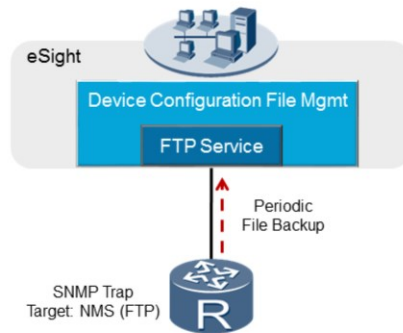 eSight
Device Configuration File Mgmt
FTP Service
Periodic
File Backup
SNMP Trap
Target: NMS (FTP)
R